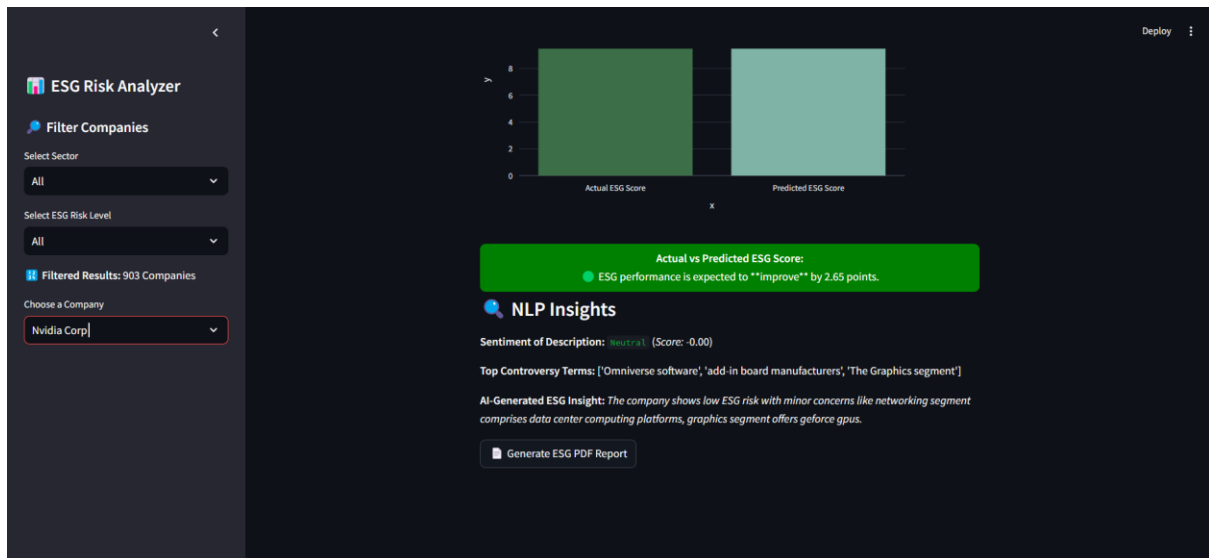 Deploy
ESG Risk Analyzer
Filter Companies
Select Sector
All
Select ESG Risk Level
All
Filtered Results: 903 Companies
Choose a Company
Nvidia Corp
y
8
6
4
2
0
Actual ESG Score
Predicted ESG Score
x
Actual vs Predicted ESG Score:
ESG performance is expected to **improve** by 2.65 points.
NLP Insights
Sentiment of Description: Neutral (Score: -0.00)
Top Controversy Terms: ['Omniverse software', 'add-in board manufacturers', 'The Graphics segment']
AI-Generated ESG Insight: The company shows low ESG risk with minor concerns like networking segment
comprises data center computing platforms, graphics segment offers geforce gpus.
Generate ESG PDF Report